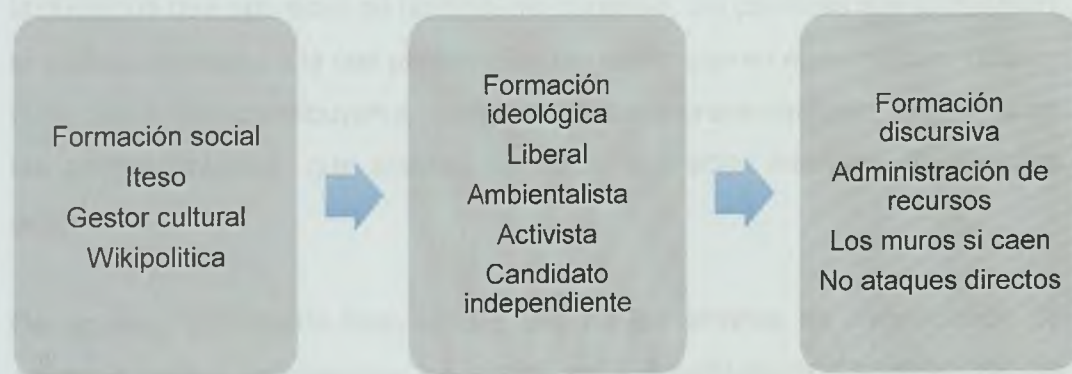 Formación social
Iteso
Gestor cultural
Wikipolitica
Formación
ideológica
Liberal
Ambientalista
Activista
Candidato
independiente
Formación
discursiva
Administración de
recursos
Los muros si caen
No ataques directos